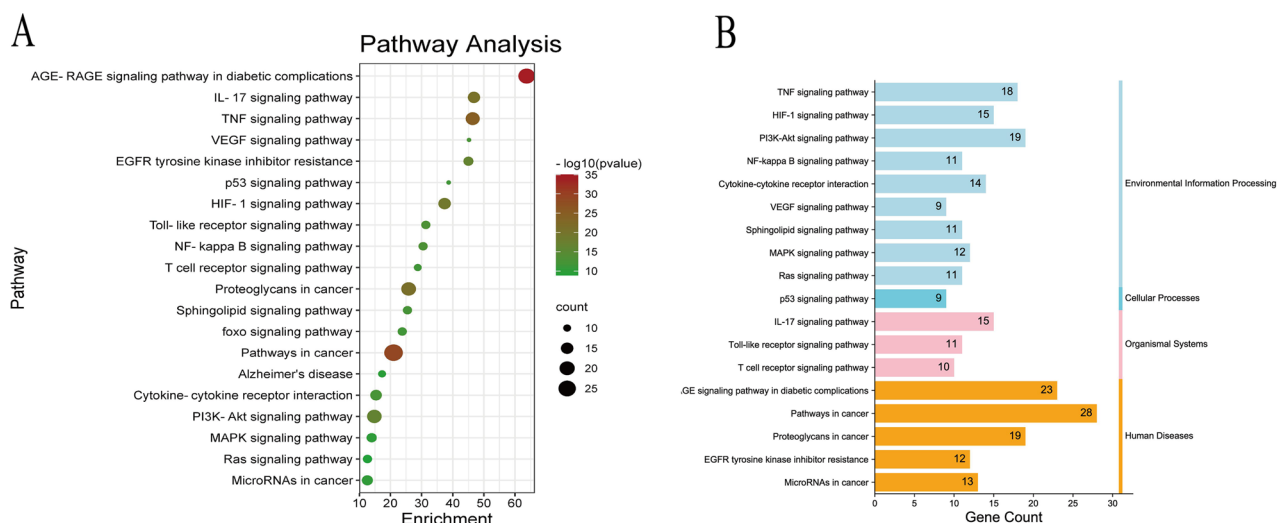 A
Pathway Analysis
AGE- RAGE signaling pathway in diabetic complications
IL- 17 signaling pathway
TNF signaling pathway
VEGF signaling pathway
EGFR tyrosine kinase inhibitor resistance
p53 signaling pathway
HIF- 1 signaling pathway
Toll- like receptor signaling pathway
NF- kappa B signaling pathway
T cell receptor signaling pathway
Proteoglycans in cancer
Sphingolipid signaling pathway
foxo signaling pathway
Pathways in cancer
Alzheimer's disease
Cytokine- cytokine receptor interaction
PI3K- Akt signaling pathway
MAPK signaling pathway
Ras signaling pathway
MicroRNAs in cancer
Pathway
10 20 30 40 50 60
Enrichment
- log10(pvalue)
35
30
25
20
15
10
count
10
15
20
25
B
TNF signaling pathway 18
HIF-1 signaling pathway 15
PI3K-Akt signaling pathway 19
NF-kappa B signaling pathway 11
Cytokine-cytokine receptor interaction 14
VEGF signaling pathway 9
Sphingolipid signaling pathway 11
MAPK signaling pathway 12
Ras signaling pathway 11
p53 signaling pathway 9
IL-17 signaling pathway 15
Toll-like receptor signaling pathway 11
T cell receptor signaling pathway 10
GE signaling pathway in diabetic complications 23
Pathways in cancer 28
Proteoglycans in cancer 19
EGFR tyrosine kinase inhibitor resistance 12
MicroRNAs in cancer 13
Environmental Information Processing
Cellular Processes
Organismal Systems
Human Diseases
0 5 10 15 20 25 30
Gene Count